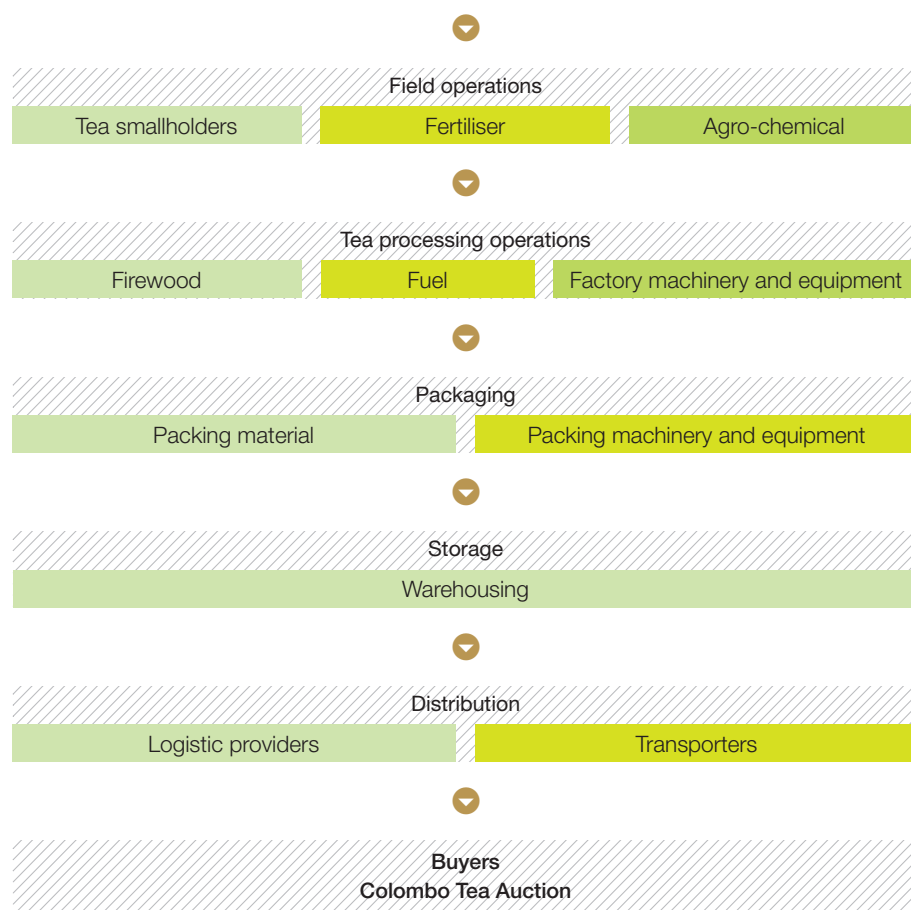 Field operations
Tea smallholders
Fertiliser
Agro-chemical
Tea processing operations
Firewood
Fuel
Factory machinery and equipment
Packaging
Packing material
Packing machinery and equipment
Storage
Warehousing
Distribution
Logistic providers
Transporters
Buyers
Colombo Tea Auction